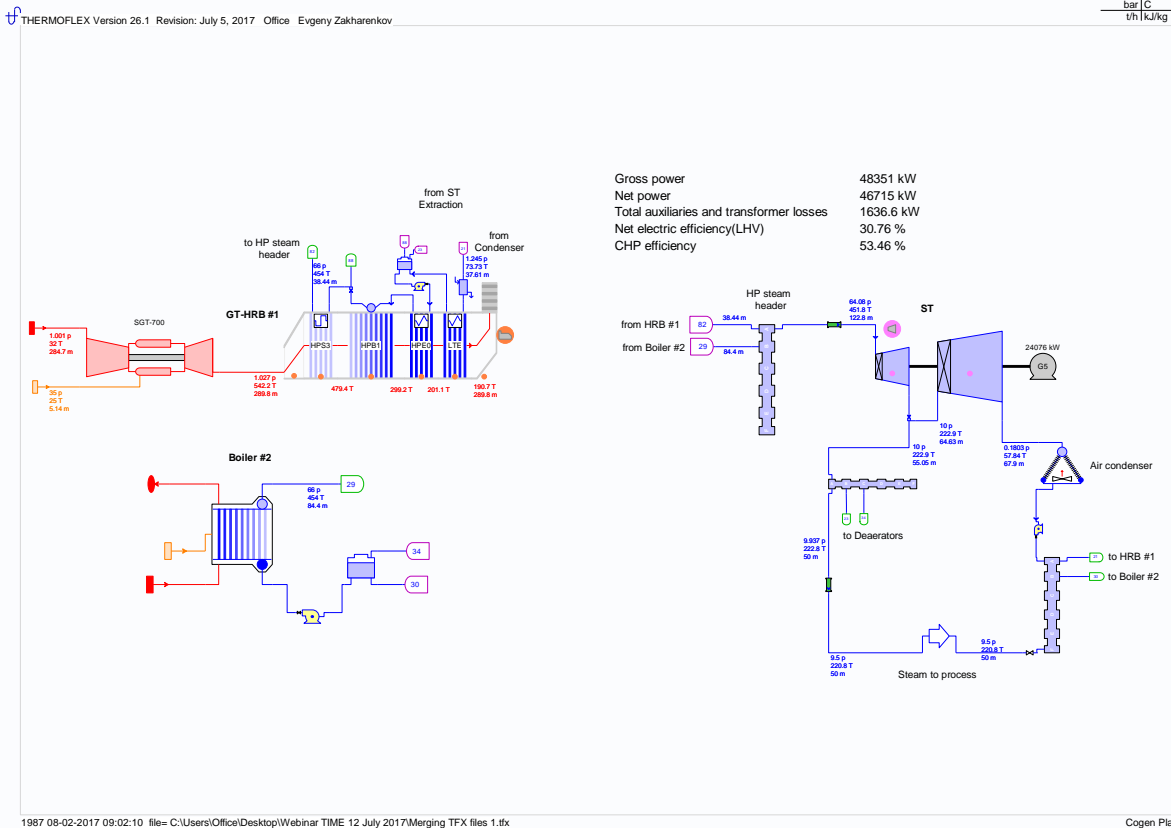 bar C
t/h kJ/kg
THERMOFLEX Version 26.1 Revision: July 5, 2017 Office Evgeny Zakharenkov
Gross power 48351 kW
Net power 46715 kW
Total auxiliaries and transformer losses 1636.6 kW
Net electric efficiency(LHV) 30.76 %
CHP efficiency 53.46 %
from ST
Extraction
to HP steam
header
from
Condenser
82
66 p
454 T
38.44 m
1.245 p
73.73 T
37.61 m
GT-HRB #1
SGT-700
1.001 p
32 T
284.7 m
35 p
25 T
5.14 m
HPS3
HPB1
HPE0
LTE
1.027 p
542.2 T
289.8 m
479.4 T
299.2 T
201.1 T
190.7 T
289.8 m
HP steam
header
from HRB #1
82
38.44 m
from Boiler #2
29
84.4 m
64.08 p
451.8 T
122.8 m
ST
24076 kW
G5
10 p
222.9 T
64.63 m
10 p
222.9 T
55.05 m
0.1803 p
57.84 T
67.9 m
Air condenser
to Deaerators
9.937 p
222.8 T
50 m
to HRB #1
30
to Boiler #2
9.5 p
220.8 T
50 m
9.5 p
220.8 T
50 m
Steam to process
Boiler #2
66 p
454 T
84.4 m
29
34
30
1987 08-02-2017 09:02:10 file= C:\Users\Office\Desktop\Webinar TIME 12 July 2017\Merging TFX files 1.tfx
Cogen Pla